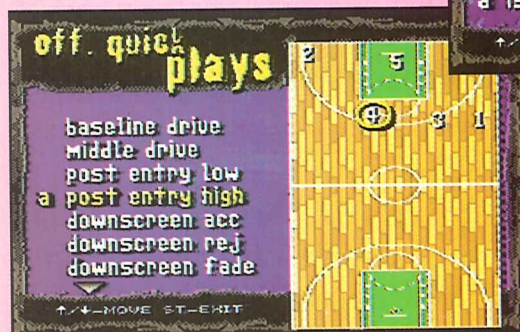 off. quick
plays
baseline drive
middle drive
post entry low
a post entry high
downscreen acc
downscreen rej
downscreen fade
↑/↓-MOVE ST-EXIT
2
5
4
3
1